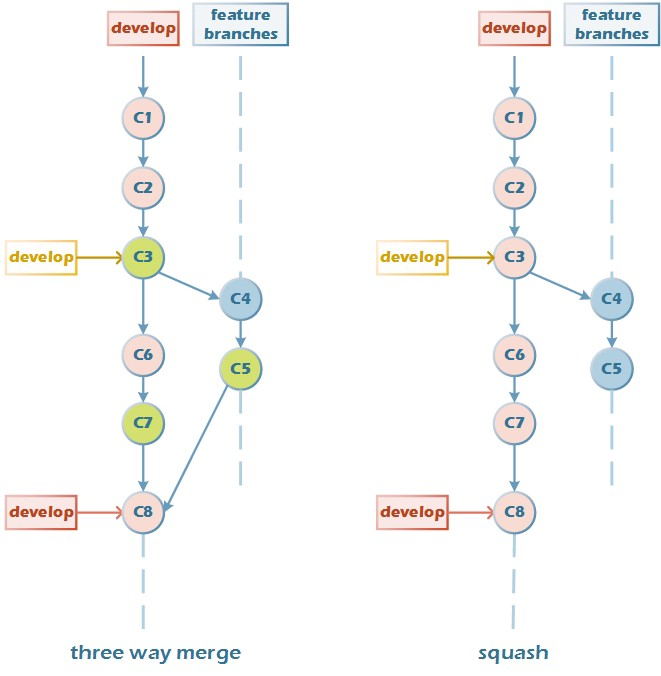 develop
feature
branches
C1
C2
develop
C3
C4
C6
C5
C7
develop
C8
three way merge
develop
feature
branches
C1
C2
develop
C3
C4
C6
C5
C7
develop
C8
squash